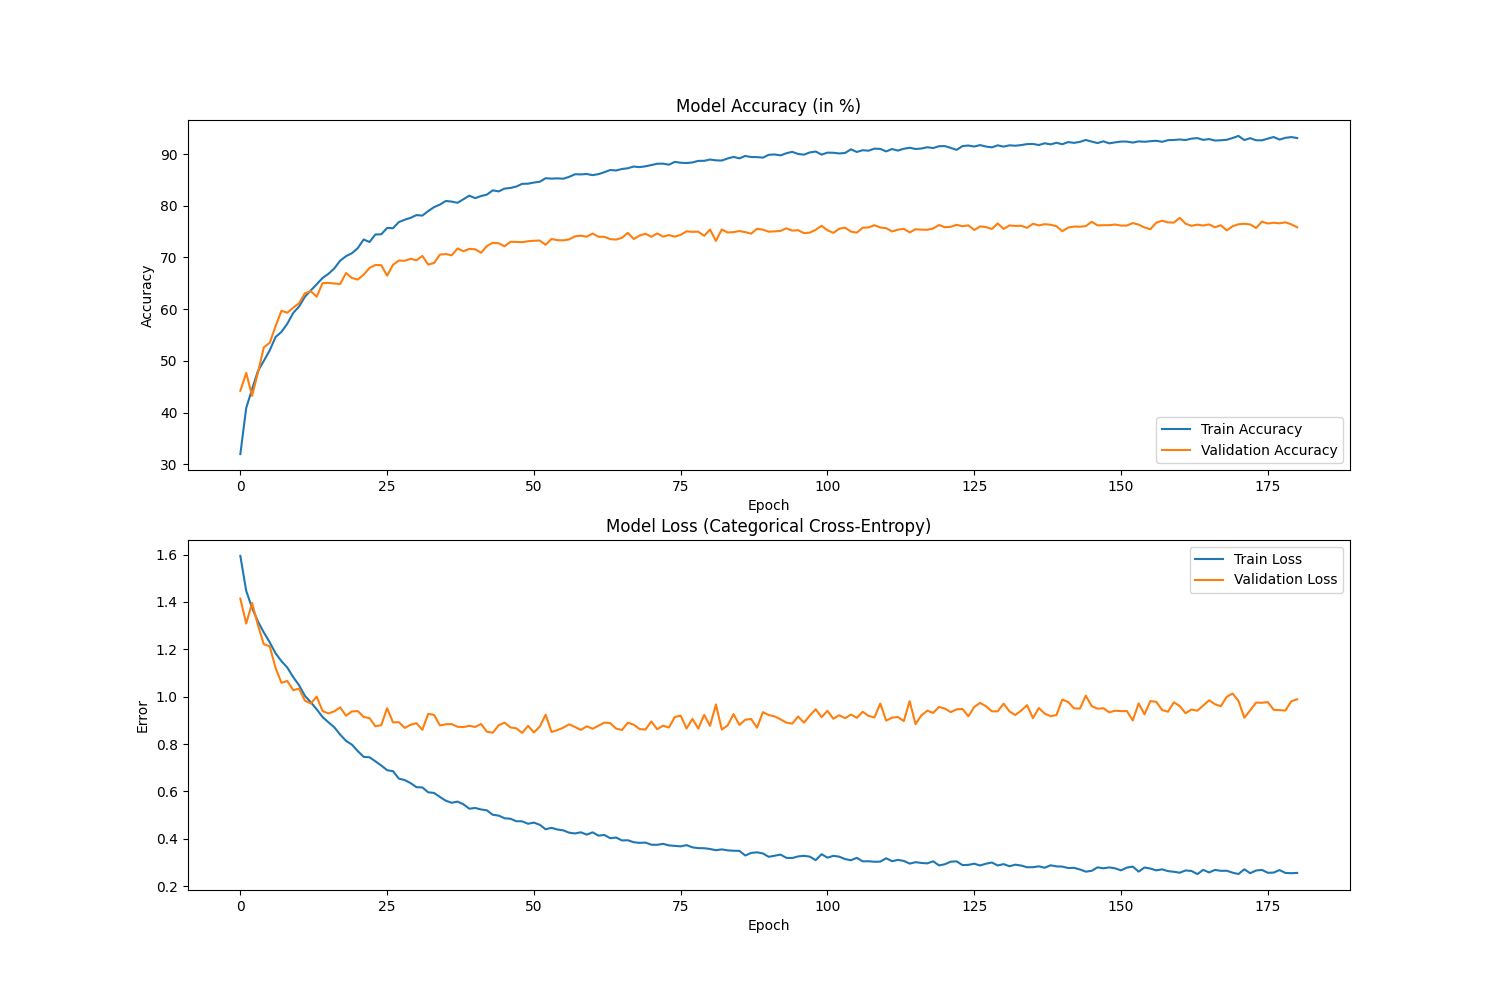 Model Accuracy (in %)
Accuracy
90
80
70
60
50
40
30
Train Accuracy
Validation Accuracy
0 25 50 75 100 125 150 175
Epoch
Model Loss (Categorical Cross-Entropy)
Error
1.6
1.4
1.2
1.0
0.8
0.6
0.4
0.2
Train Loss
Validation Loss
0 25 50 75 100 125 150 175
Epoch